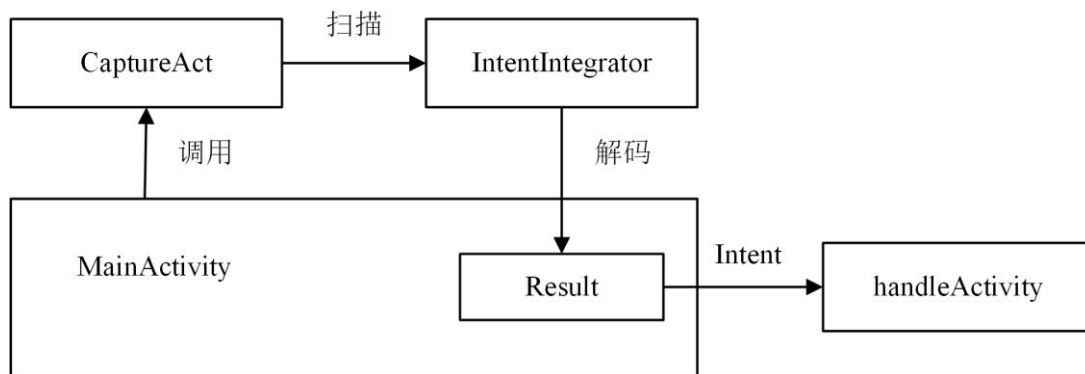 扫描
CaptureAct
IntentIntegrator
调用
解码
MainActivity
Result
Intent
handleActivity